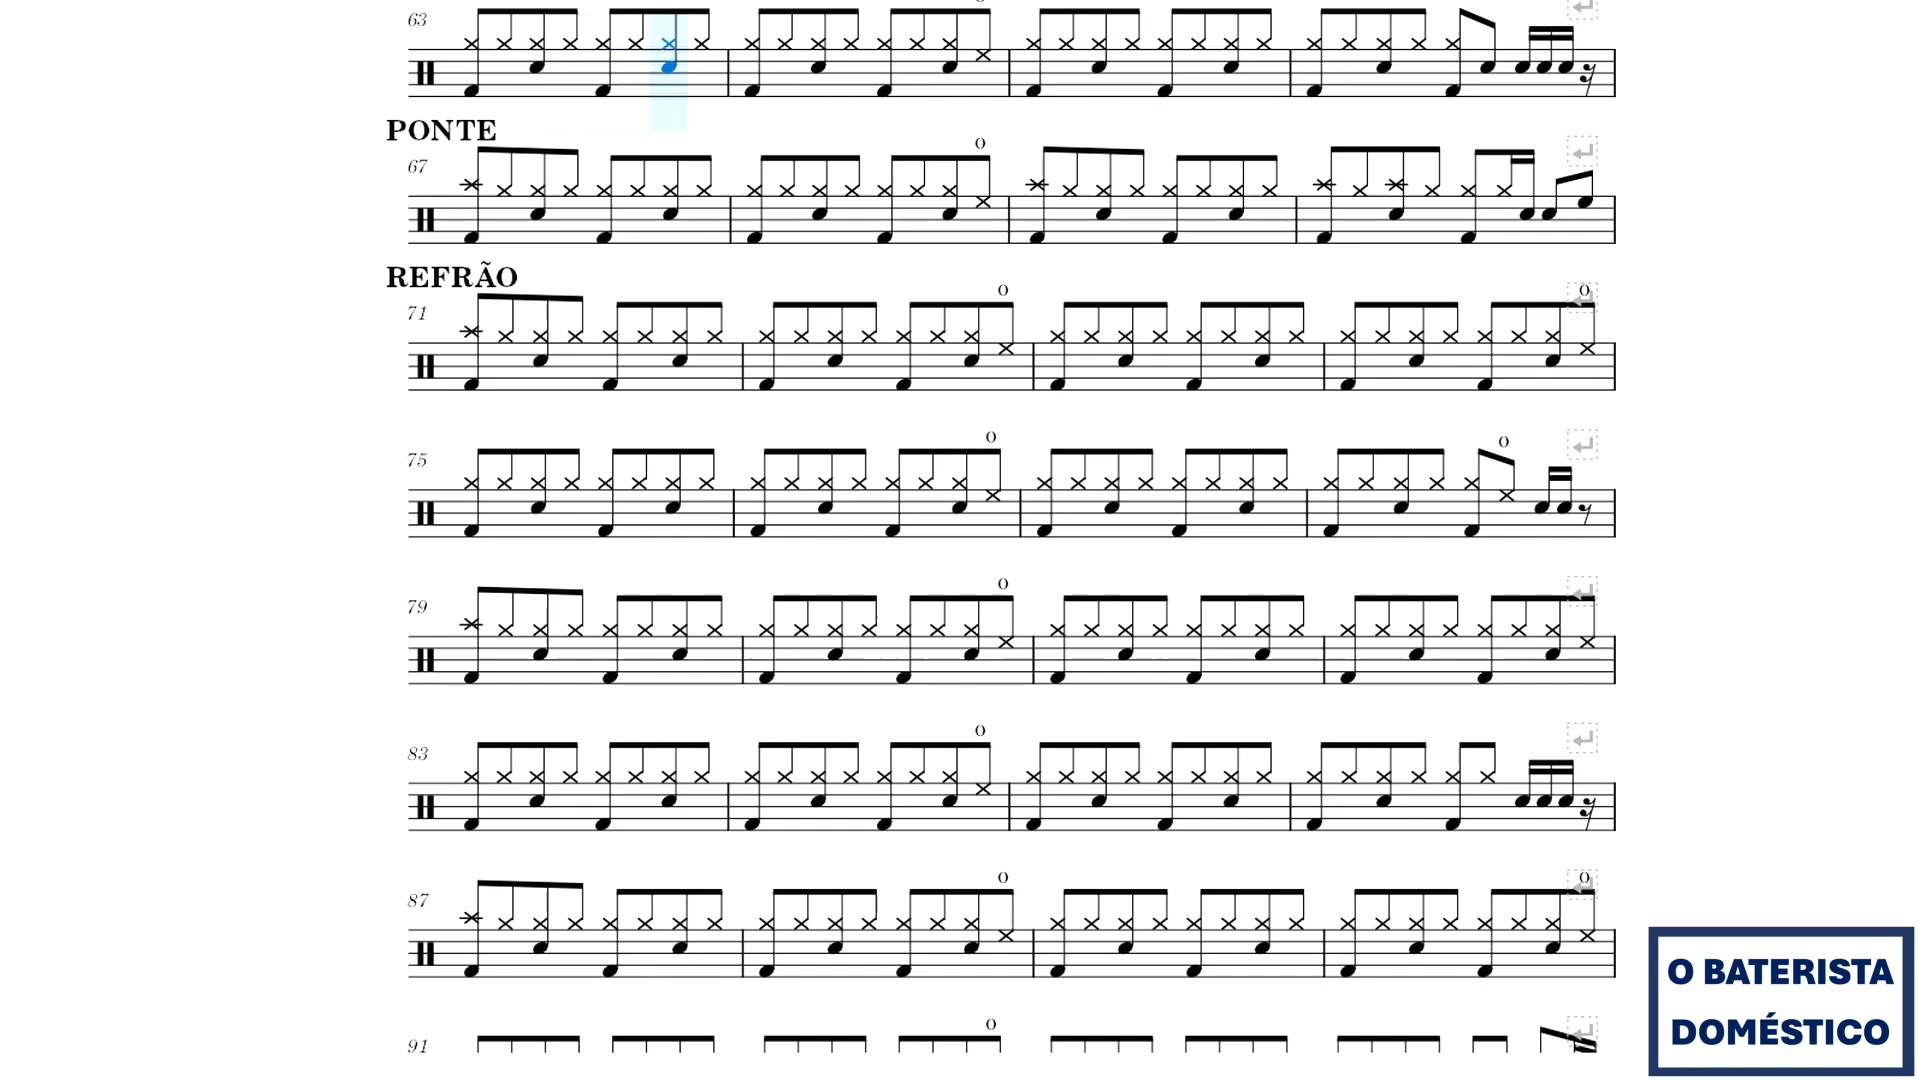 63
PONTE
67
o
REFRÃO
71
o
o
75
o
o
79
o
83
o
87
o
o
91
o
O BATERISTA
DOMÉSTICO